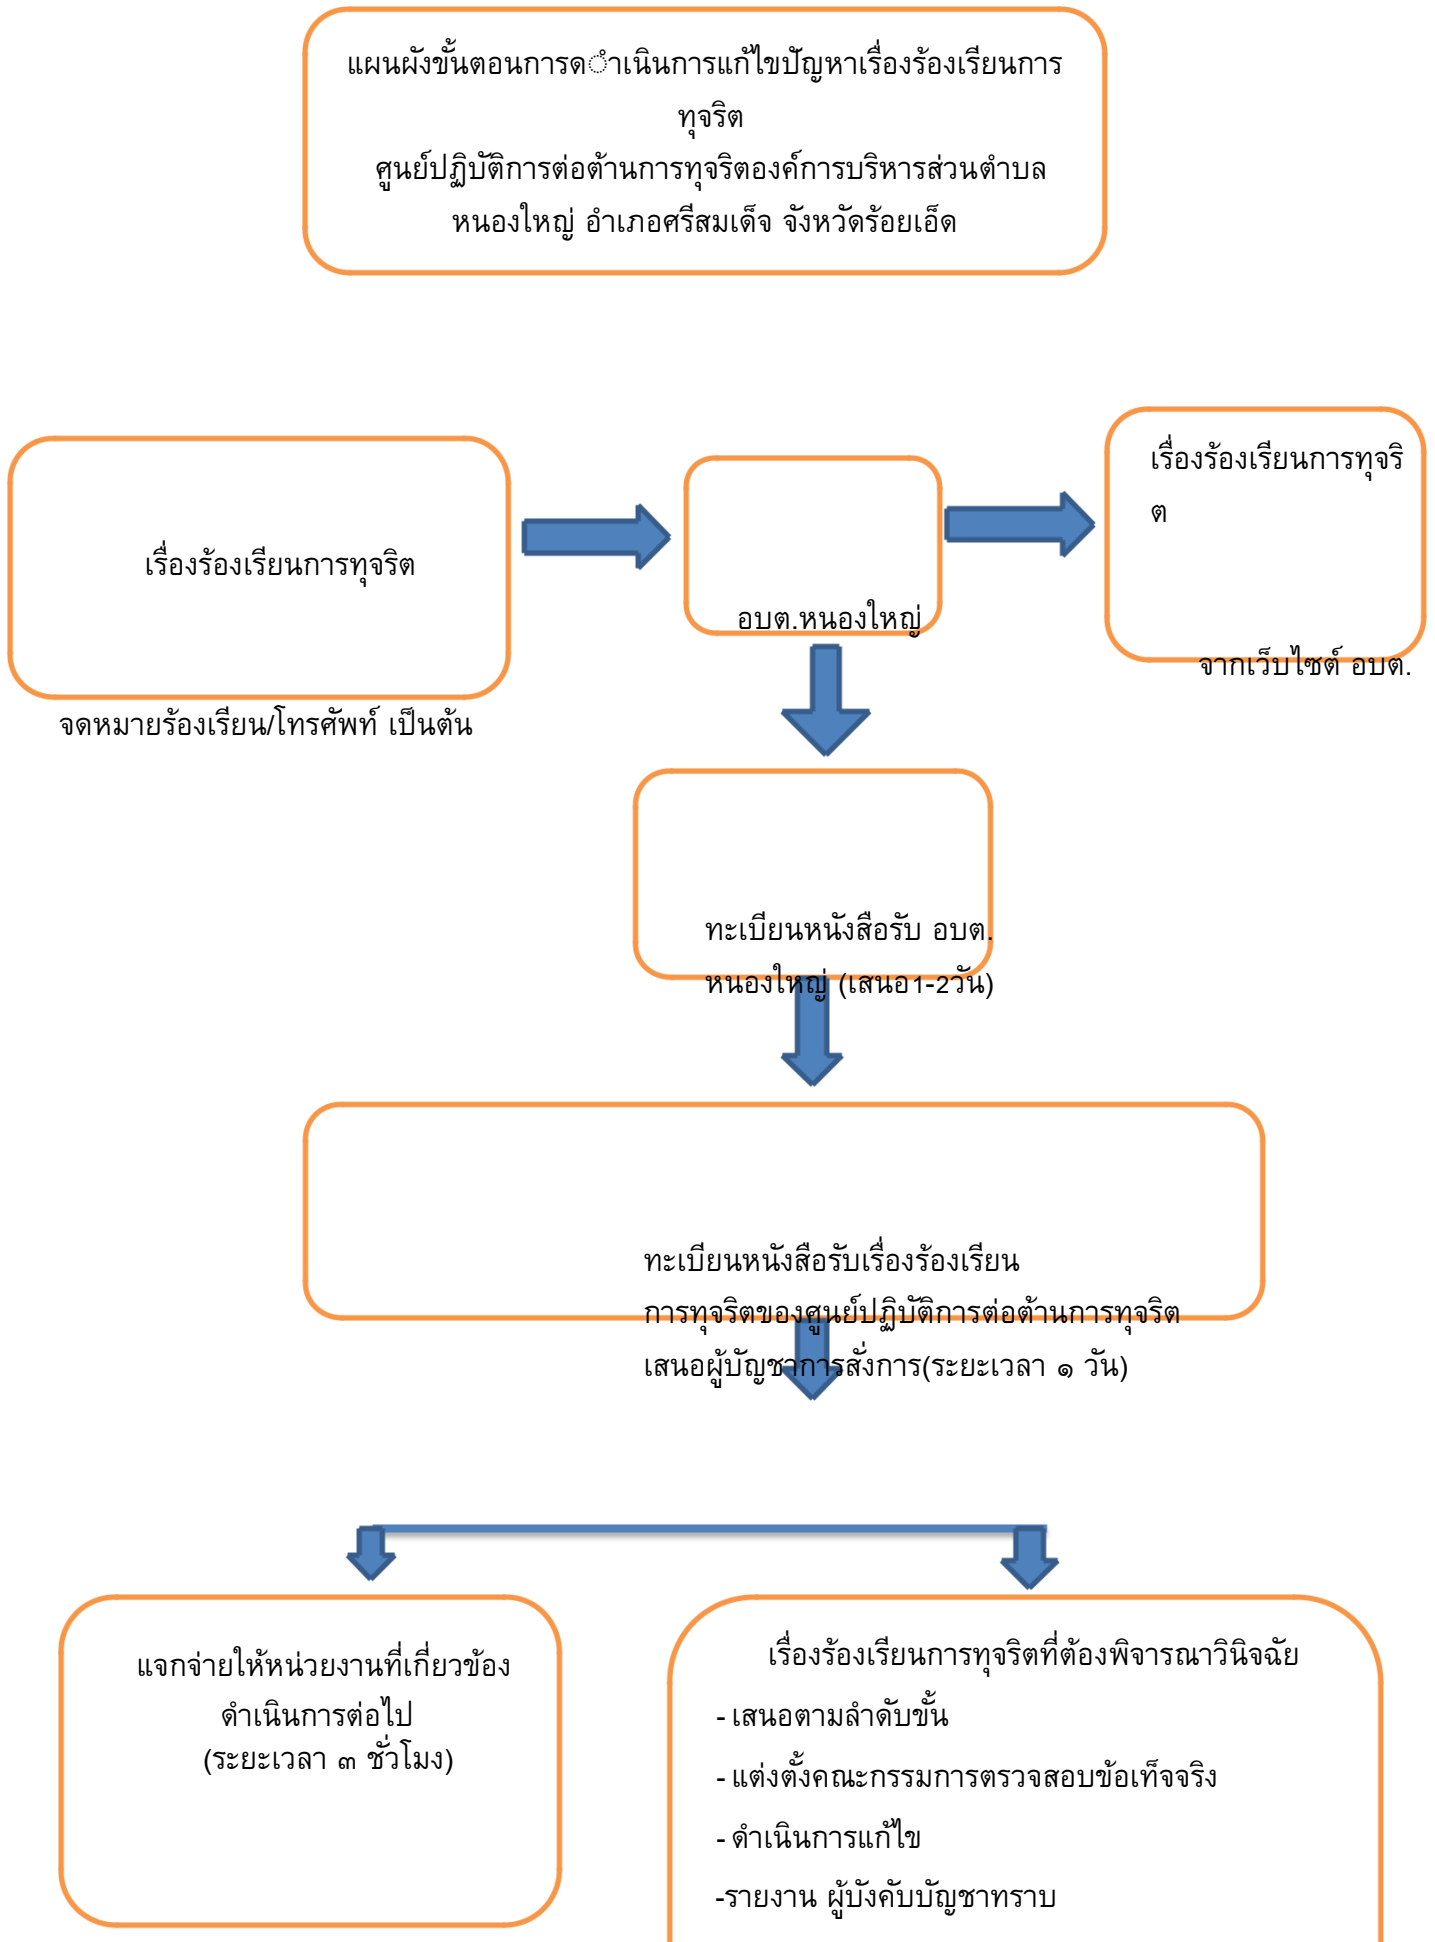 แผนผังขั้นตอนการดำเนินการแก้ไขปัญหาเรื่องร้องเรียนการ
ทุจริต
ศูนย์ปฏิบัติการต่อต้านการทุจริตองค์การบริหารส่วนตำบล
หนองใหญ่ อำเภอศรีสมเด็จ จังหวัดร้อยเอ็ด
เรื่องร้องเรียนการทุจริต
จดหมายร้องเรียน/โทรศัพท์ เป็นต้น
อบต.หนองใหญ่
เรื่องร้องเรียนการทุจริ
ต
จากเว็บไซต์ อบต.
ทะเบียนหนังสือรับ อบต.
หนองใหญ่ (เสนอ1-2วัน)
ทะเบียนหนังสือรับเรื่องร้องเรียน
การทุจริตของศูนย์ปฏิบัติการต่อต้านการทุจริต
เสนอผู้บัญชาการสั่งการ(ระยะเวลา ๑ วัน)
แจกจ่ายให้หน่วยงานที่เกี่ยวข้อง
ดำเนินการต่อไป
(ระยะเวลา ๓ ชั่วโมง)
เรื่องร้องเรียนการทุจริตที่ต้องพิจารณาวินิจฉัย
- เสนอตามลำดับขั้น
- แต่งตั้งคณะกรรมการตรวจสอบข้อเท็จจริง
- ดำเนินการแก้ไข
-รายงาน ผู้บังคับบัญชาทราบ